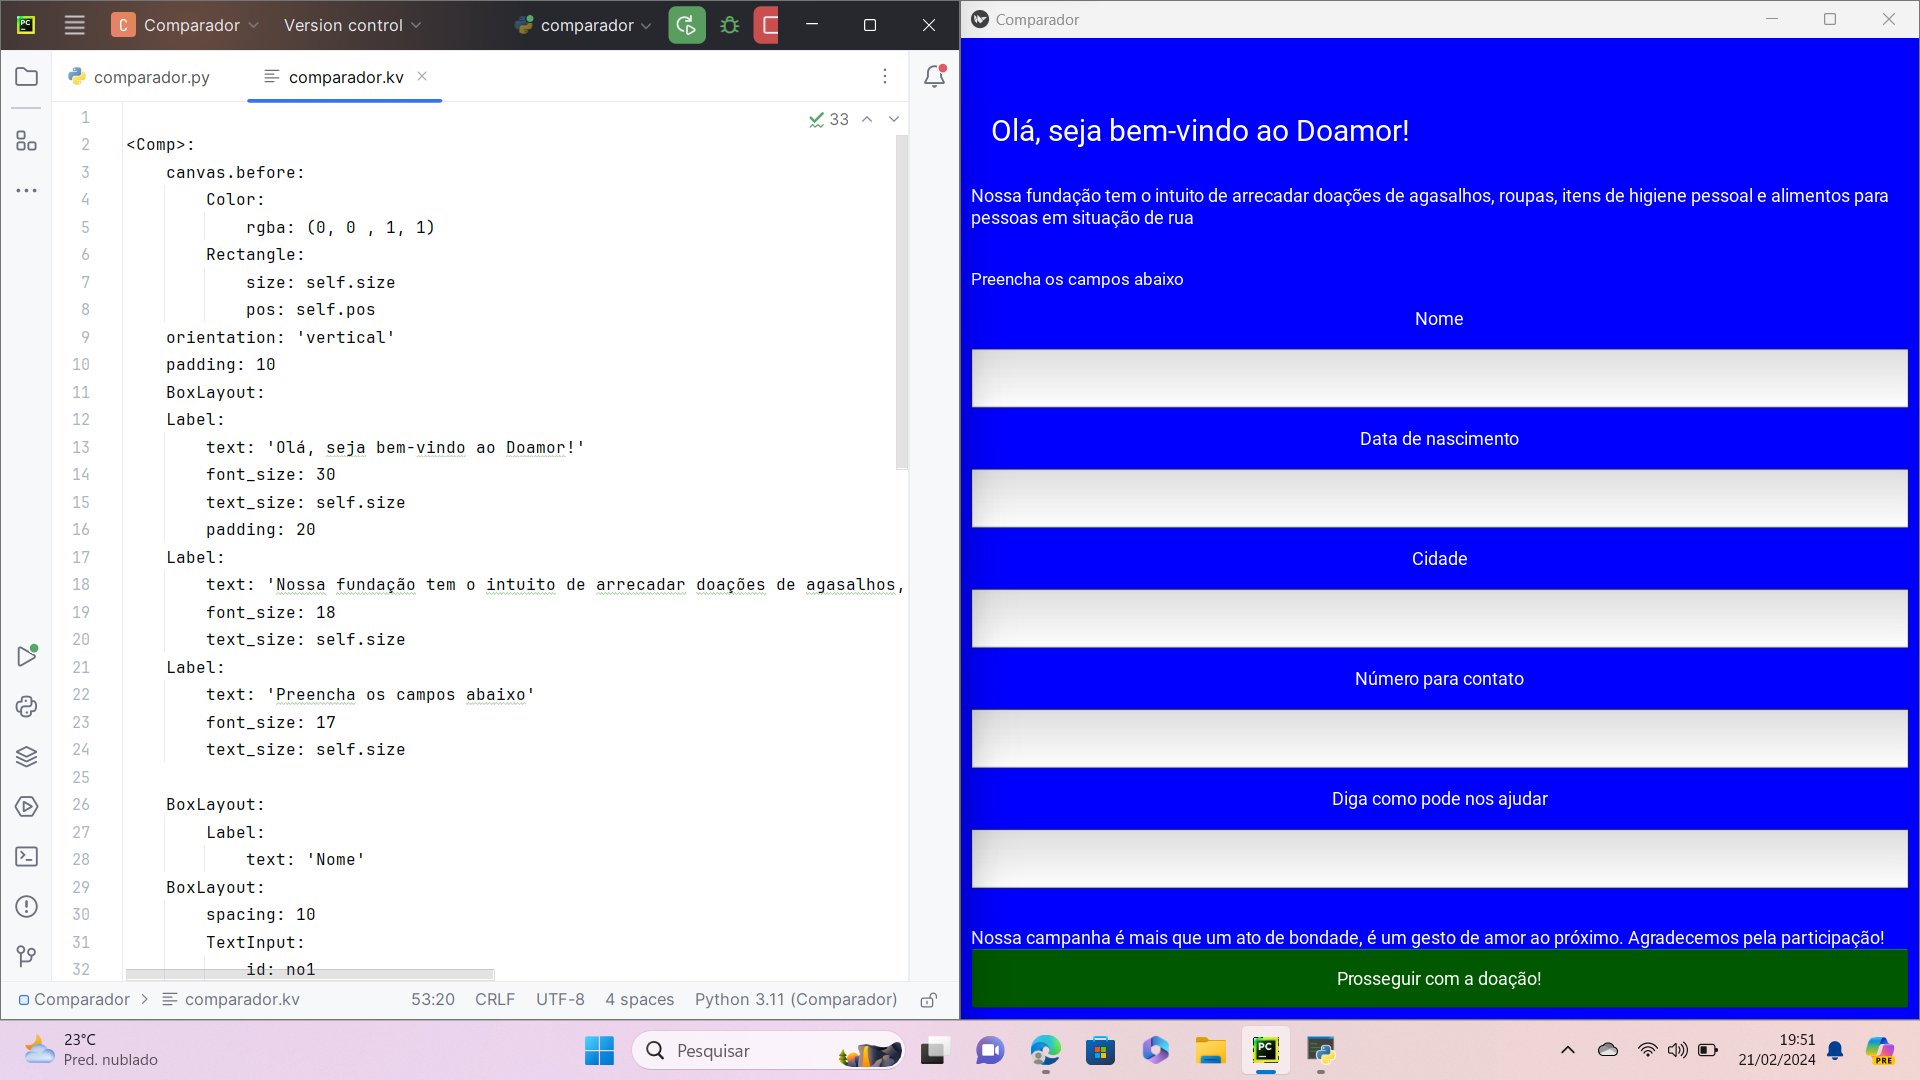 PC
C Comparador
Version control
comparador
comparador.py
comparador.kv
33
1
2 <Comp>:
3 canvas.before:
4 Color:
5 rgba: (0, 0 , 1, 1)
6 Rectangle:
7 size: self.size
8 pos: self.pos
9 orientation: 'vertical'
10 padding: 10
11 BoxLayout:
12 Label:
13 text: 'Olá, seja bem-vindo ao Doamor!'
14 font_size: 30
15 text_size: self.size
16 padding: 20
17 Label:
18 text: 'Nossa fundação tem o intuito de arrecadar doações de agasalhos,
19 font_size: 18
20 text_size: self.size
21 Label:
22 text: 'Preencha os campos abaixo'
23 font_size: 17
24 text_size: self.size
25
26 BoxLayout:
27 Label:
28 text: 'Nome'
29 BoxLayout:
30 spacing: 10
31 TextInput:
32 id: no1
Comparador > comparador.kv
53:20 CRLF UTF-8 4 spaces Python 3.11 (Comparador)
Comparador
Olá, seja bem-vindo ao Doamor!
Nossa fundação tem o intuito de arrecadar doações de agasalhos, roupas, itens de higiene pessoal e alimentos para
pessoas em situação de rua
Preencha os campos abaixo
Nome
Data de nascimento
Cidade
Número para contato
Diga como pode nos ajudar
Nossa campanha é mais que um ato de bondade, é um gesto de amor ao próximo. Agradecemos pela participação!
Prosseguir com a doação!
23°C
Pred. nublado
Pesquisar
PC
19:51
21/02/2024
PRE